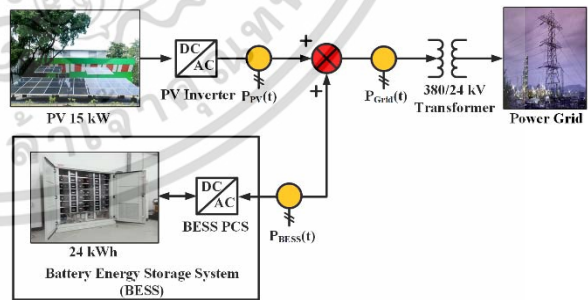 DC
AC
PV Inverter
PV 15 kW
P_PV(t)
+
+
P_Grid(t)
380/24 kV
Transformer
Power Grid
DC
AC
BESS PCS
P_BESS(t)
24 kWh
Battery Energy Storage System
(BESS)